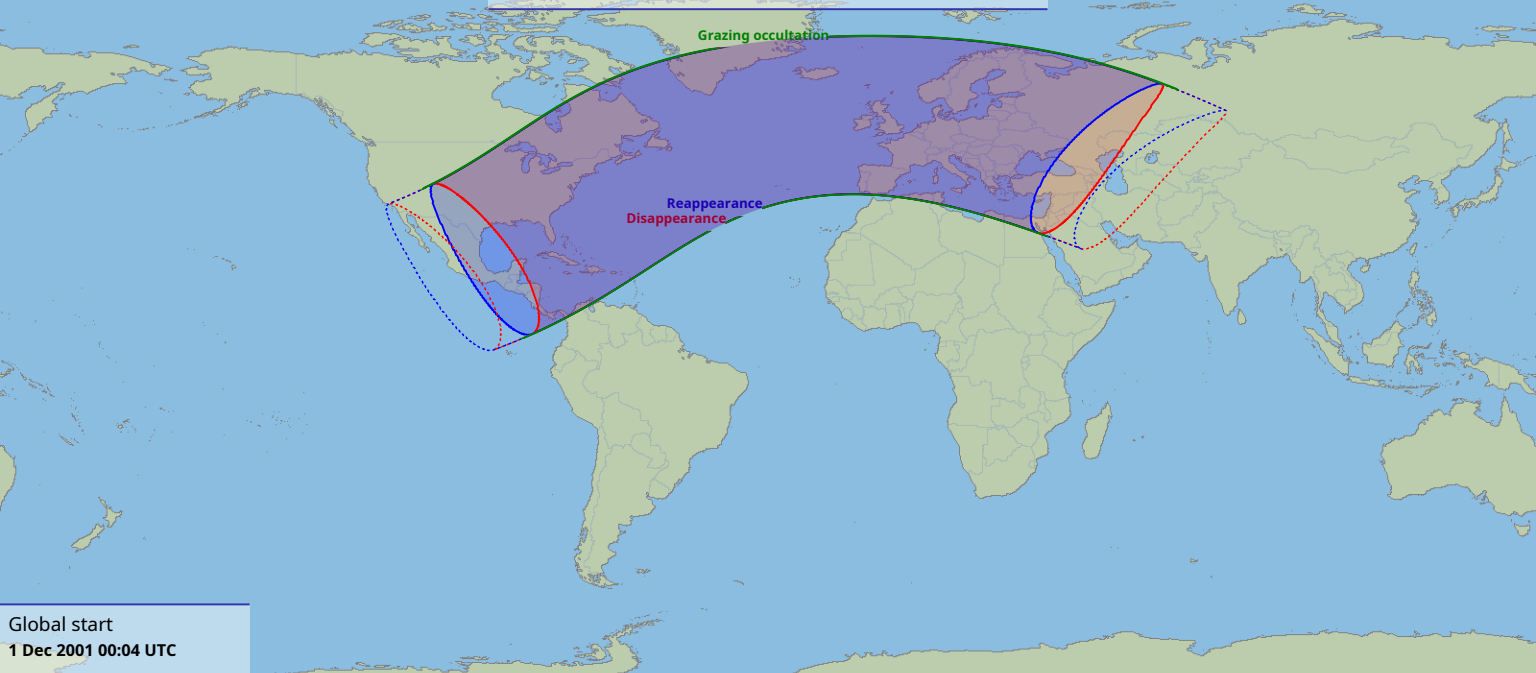 Grazing occultation
Reappearance
Disappearance
Global start
1 Dec 2001 00:04 UTC